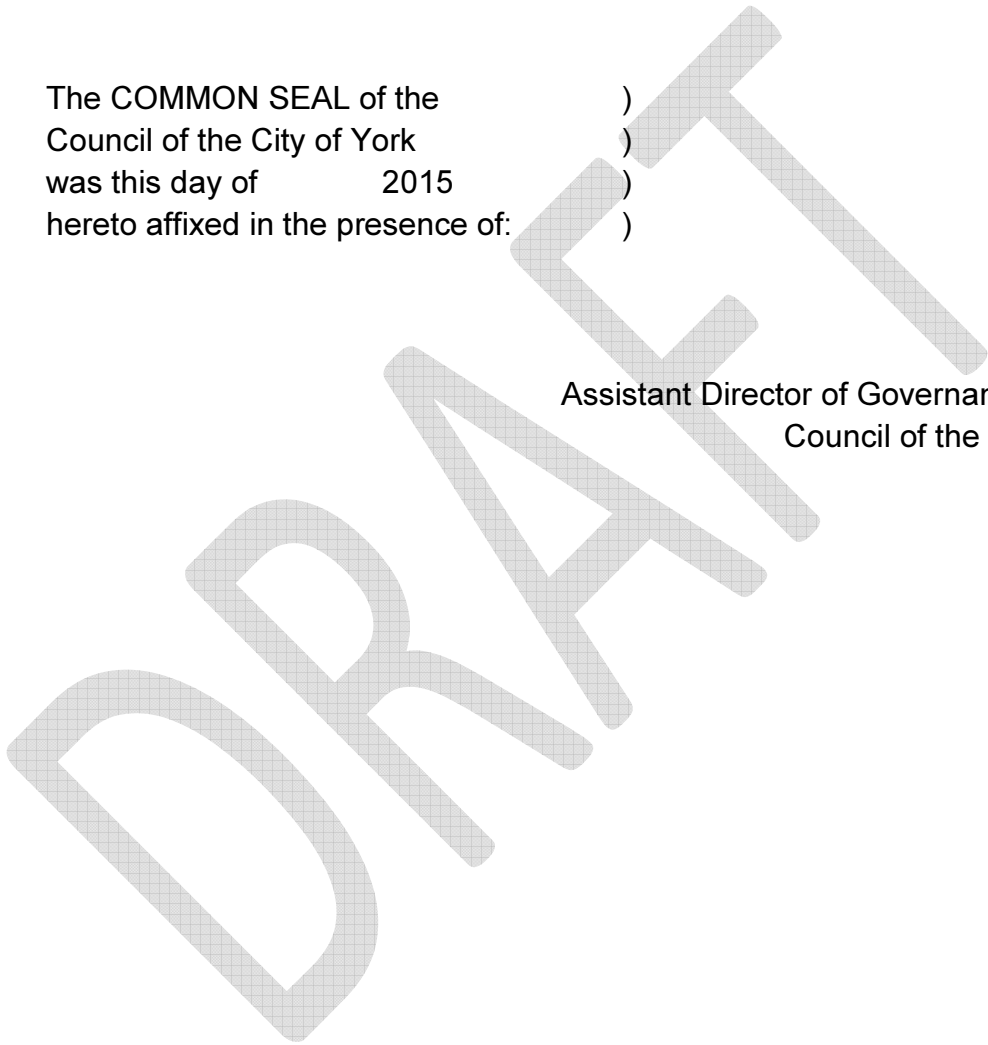 The COMMON SEAL of the )
Council of the City of York )
was this day of 2015 )
hereto affixed in the presence of: )
Assistant Director of
Council of the
DRAFT